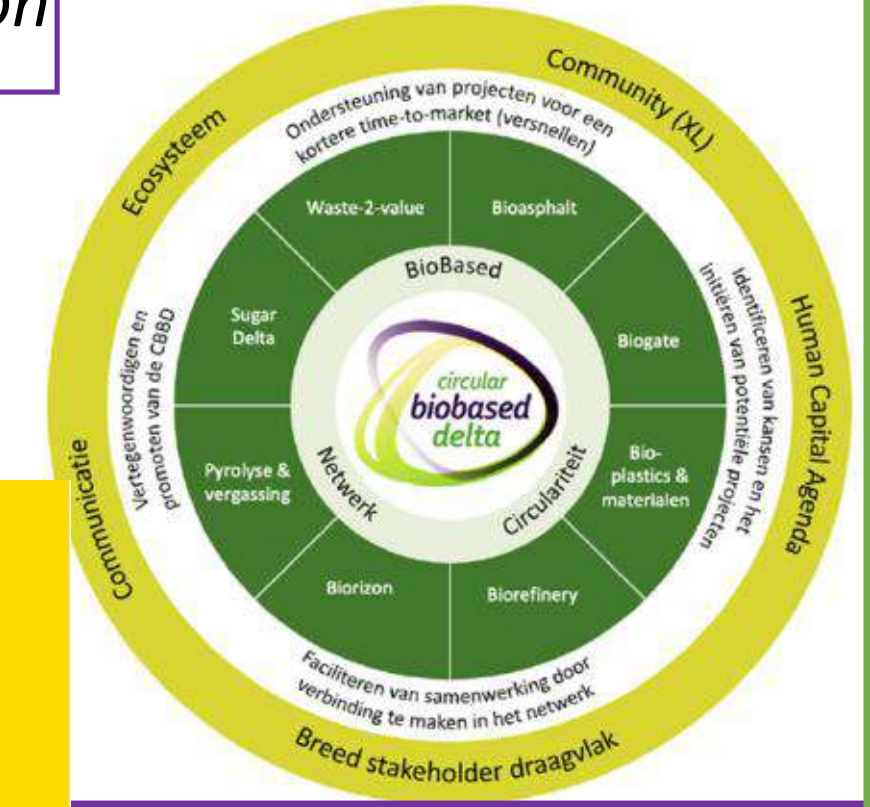 on
Community (XL)
Ecosysteem
Human Capital Agenda
Communicatie
Breed stakeholder draagvlak
Ondersteuning van projecten voor een
kortere time-to-market (versnellen)
Identificeren van kansen en het
initiëren van potentiële projecten
Faciliteren van samenwerking door
verbinding te maken in het netwerk
Vertegenwoordigen en
promoten van de CBBD
Waste-2-value
Bioasphalt
Sugar
Delta
Biogate
Pyrolyse &
vergassing
Bio-
plastics &
materialen
Biorizon
Biorefinery
BioBased
Netwerk
Circulariteit
circular
biobased
delta